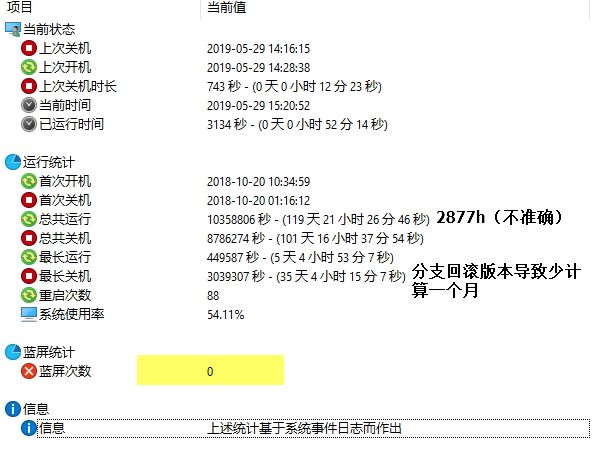 项目 当前值
当前状态
上次关机 2019-05-29 14:16:15
上次开机 2019-05-29 14:28:38
上次关机时长 743 秒 - (0 天 0 小时 12 分 23 秒)
当前时间 2019-05-29 15:20:52
已运行时间 3134 秒 - (0 天 0 小时 52 分 14 秒)
运行统计
首次开机 2018-10-20 10:34:59
首次关机 2018-10-20 01:16:12
总共运行 10358806 秒 - (119 天 21 小时 26 分 46 秒) 2877h（不准确）
总共关机 8786274 秒 - (101 天 16 小时 37 分 54 秒)
最长运行 449587 秒 - (5 天 4 小时 53 分 7 秒)
最长关机 3039307 秒 - (35 天 4 小时 15 分 7 秒) 分支回滚版本导致少计
算一个月
重启次数 88
系统使用率 54.11%
蓝屏统计
蓝屏次数 0
信息
信息 上述统计基于系统事件日志而作出